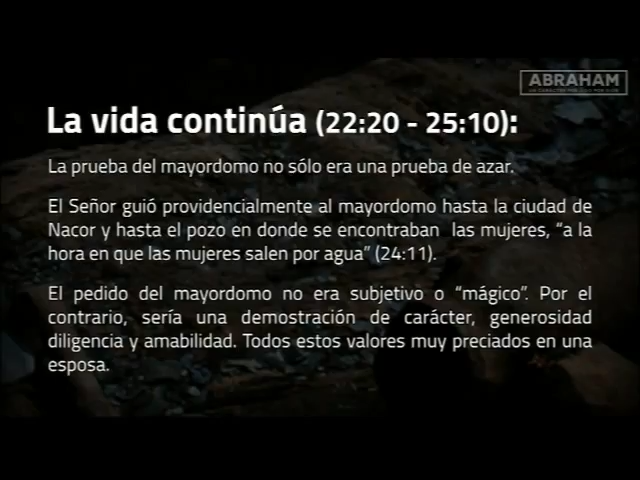 ABRAHAM
La vida continúa (22:20 - 25:10):
La prueba del mayordomo no sólo era una prueba de azar.
El Señor guió providencialmente al mayordomo hasta la ciudad de
Nacor y hasta el pozo en donde se encontraban las mujeres, “a la
hora en que las mujeres salen por agua” (24:11).
El pedido del mayordomo no era subjetivo o “mágico”. Por el
contrario, sería una demostración de carácter, generosidad
diligencia y amabilidad. Todos estos valores muy preciados en una
esposa.